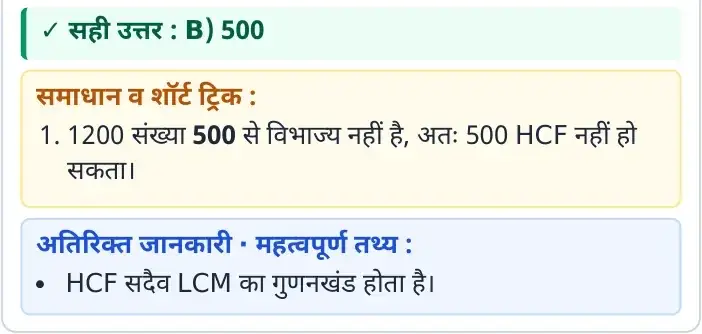 ✓ सही उत्तर : B) 500
समाधान व शॉर्ट ट्रिक :
1. 1200 संख्या 500 से विभाज्य नहीं है, अतः 500 HCF नहीं हो
सकता।
अतिरिक्त जानकारी · महत्वपूर्ण तथ्य :
• HCF सदैव LCM का गुणनखंड होता है।